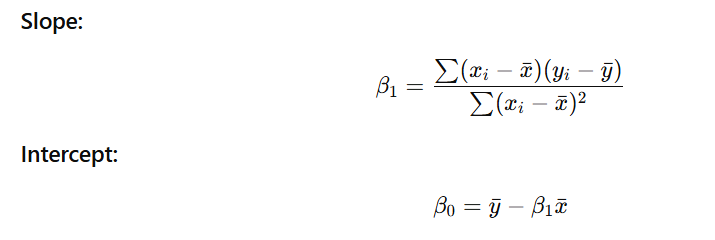 Slope:
β₁ = ∑(xᵢ − x̄)(yᵢ − ȳ) / ∑(xᵢ − x̄)²
Intercept:
β₀ = ȳ − β₁x̄